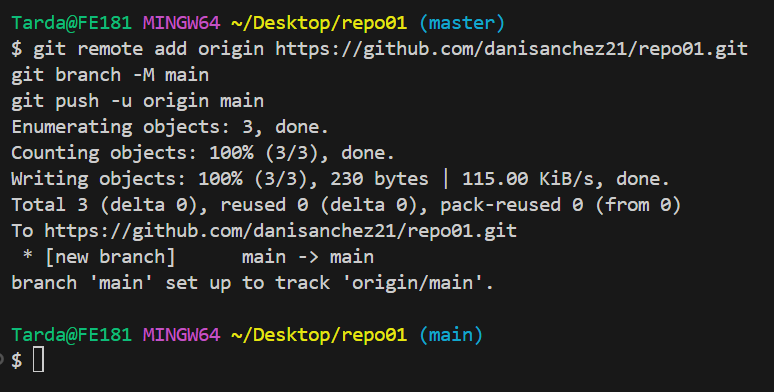 Tarda@FE181 MINGW64 ~/Desktop/repo01 (master)
$ git remote add origin https://github.com/danisanchez21/repo01.git
git branch -M main
git push -u origin main
Enumerating objects: 3, done.
Counting objects: 100% (3/3), done.
Writing objects: 100% (3/3), 230 bytes | 115.00 KiB/s, done.
Total 3 (delta 0), reused 0 (delta 0), pack-reused 0 (from 0)
To https://github.com/danisanchez21/repo01.git
 * [new branch]      main -> main
branch 'main' set up to track 'origin/main'.

Tarda@FE181 MINGW64 ~/Desktop/repo01 (main)
$